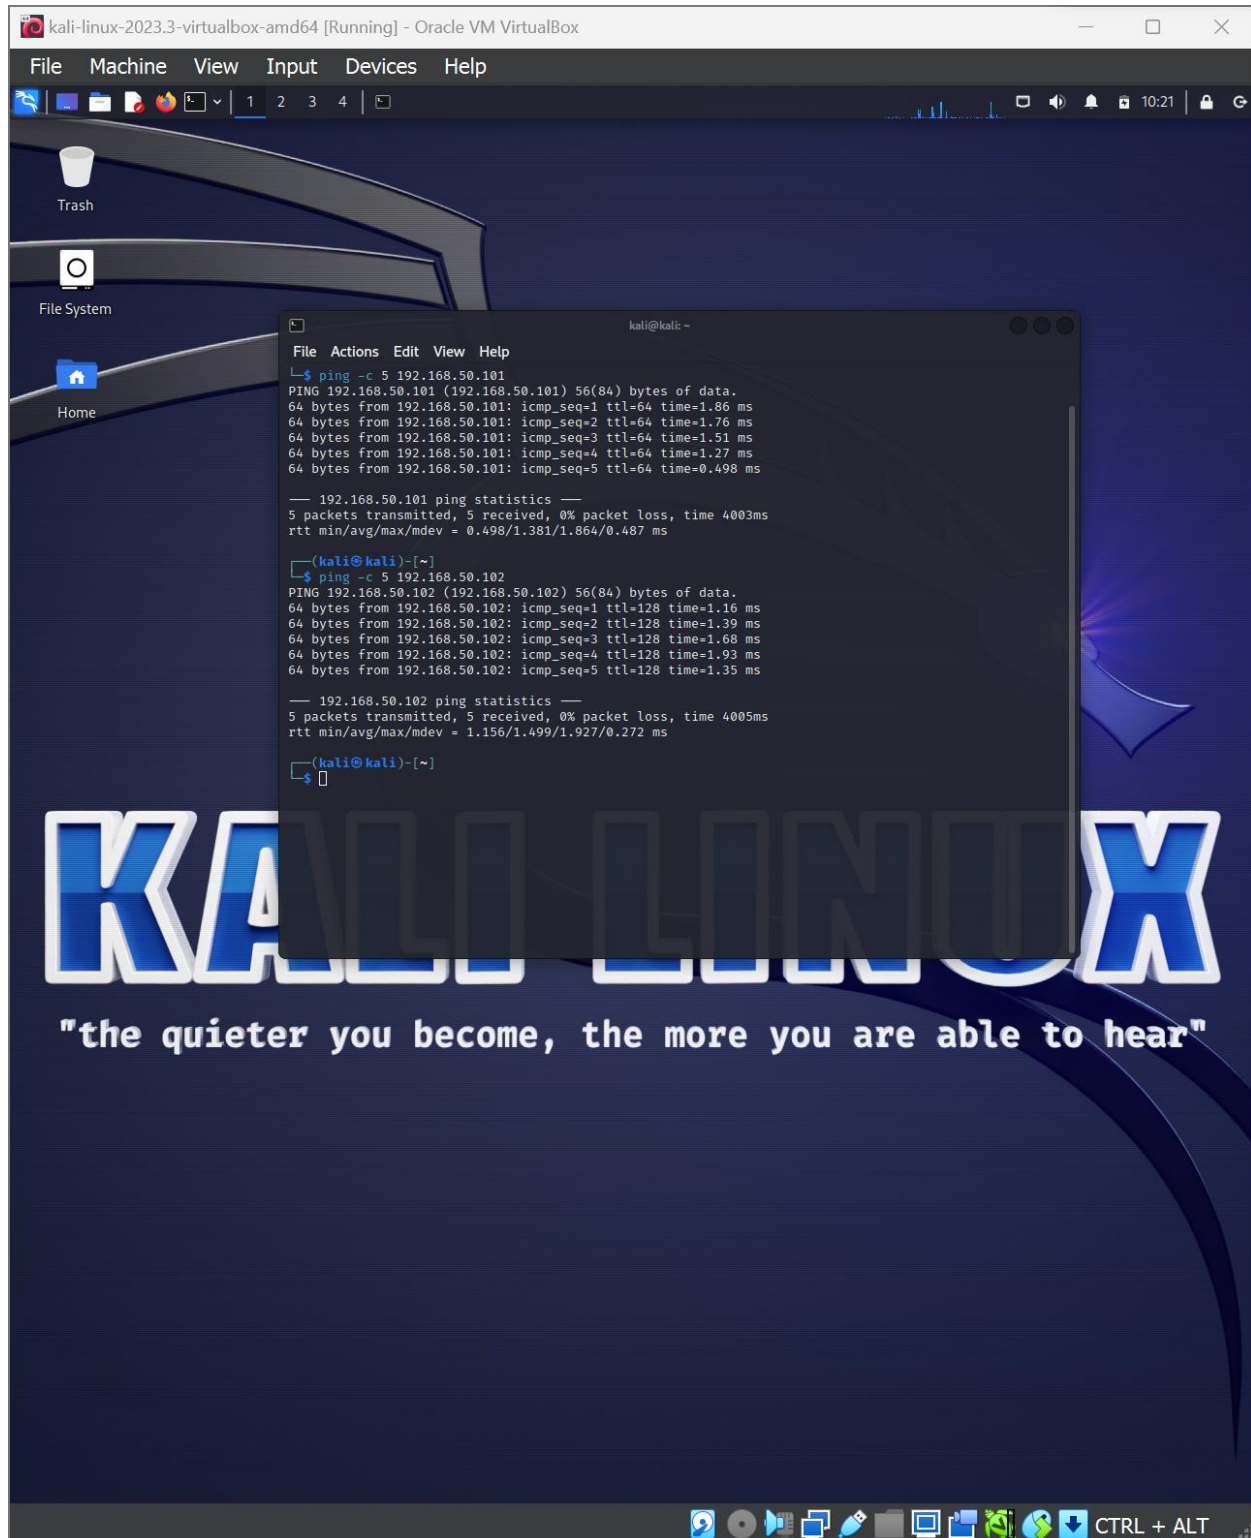 kali-linux-2023.3-virtualbox-amd64 [Running] - Oracle VM VirtualBox
File Machine View Input Devices Help
1 2 3 4 10:21
Trash
File System
Home
kali@kali: ~
File Actions Edit View Help
└─$ ping -c 5 192.168.50.101
PING 192.168.50.101 (192.168.50.101) 56(84) bytes of data.
64 bytes from 192.168.50.101: icmp_seq=1 ttl=64 time=1.86 ms
64 bytes from 192.168.50.101: icmp_seq=2 ttl=64 time=1.76 ms
64 bytes from 192.168.50.101: icmp_seq=3 ttl=64 time=1.51 ms
64 bytes from 192.168.50.101: icmp_seq=4 ttl=64 time=1.27 ms
64 bytes from 192.168.50.101: icmp_seq=5 ttl=64 time=0.498 ms
—— 192.168.50.101 ping statistics ——
5 packets transmitted, 5 received, 0% packet loss, time 4003ms
rtt min/avg/max/mdev = 0.498/1.381/1.864/0.487 ms
┌──(kali㉿kali)-[~]
└─$ ping -c 5 192.168.50.102
PING 192.168.50.102 (192.168.50.102) 56(84) bytes of data.
64 bytes from 192.168.50.102: icmp_seq=1 ttl=128 time=1.16 ms
64 bytes from 192.168.50.102: icmp_seq=2 ttl=128 time=1.39 ms
64 bytes from 192.168.50.102: icmp_seq=3 ttl=128 time=1.68 ms
64 bytes from 192.168.50.102: icmp_seq=4 ttl=128 time=1.93 ms
64 bytes from 192.168.50.102: icmp_seq=5 ttl=128 time=1.35 ms
—— 192.168.50.102 ping statistics ——
5 packets transmitted, 5 received, 0% packet loss, time 4005ms
rtt min/avg/max/mdev = 1.156/1.499/1.927/0.272 ms
┌──(kali㉿kali)-[~]
└─$
KALI LINUX
"the quieter you become, the more you are able to hear"
CTRL + ALT